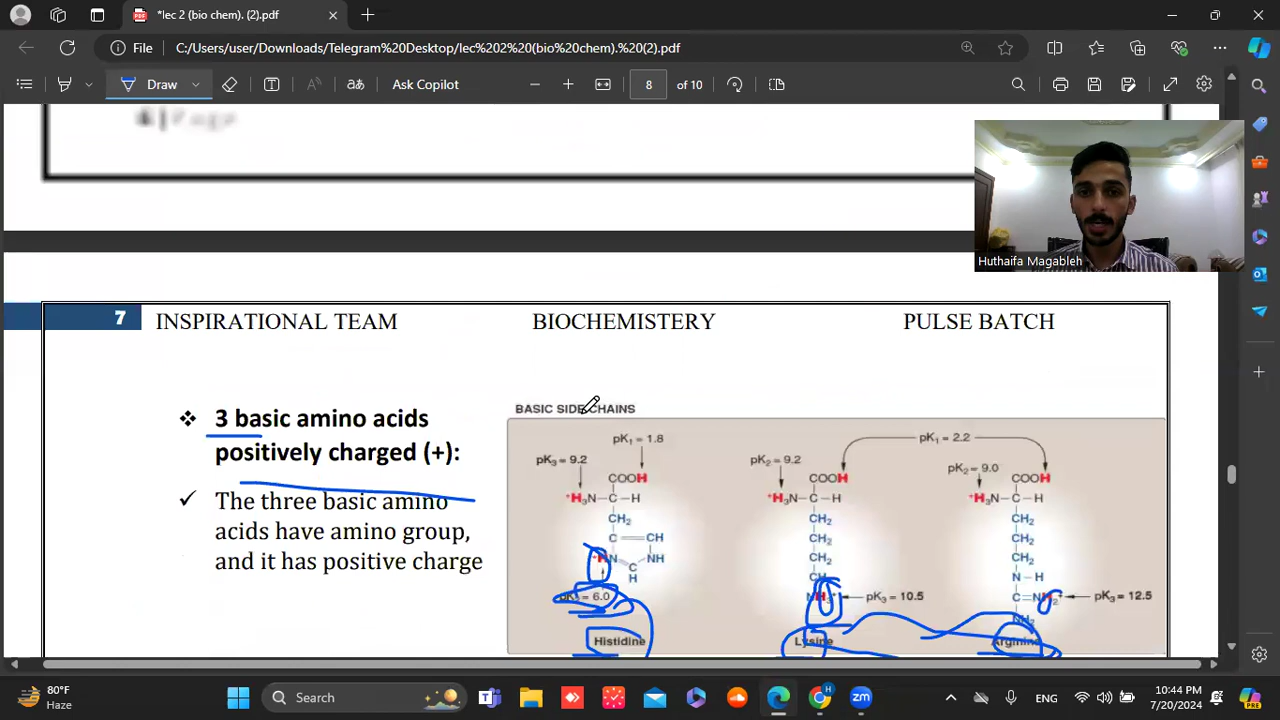 *lec 2 (bio chem). (2).pdf
File
C:/Users/user/Downloads/Telegram%20Desktop/lec%202%20(bio%20chem).%20(2).pdf
Draw
Ask Copilot
8
of 10
Huthaifa Magableh
7
INSPIRATIONAL TEAM
BIOCHEMISTERY
PULSE BATCH
3 basic amino acids
positively charged (+):
The three basic amino
acids have amino group,
and it has positive charge
BASIC SIDE CHAINS
pK1 = 1.8
pK3 = 9.2
COOH
+H3N—C—H
CH2
C
CH
NH
C
H
= 6.0
Histidine
pK1 = 2.2
pK2 = 9.2
COOH
+H3N—C—H
CH2
CH2
CH2
pK3 = 10.5
Lysine
pK2 = 9.0
COOH
+H3N—C—H
CH2
CH2
CH2
N—H
pK3 = 12.5
Arginine
80°F
Haze
Search
ENG
10:44 PM
7/20/2024